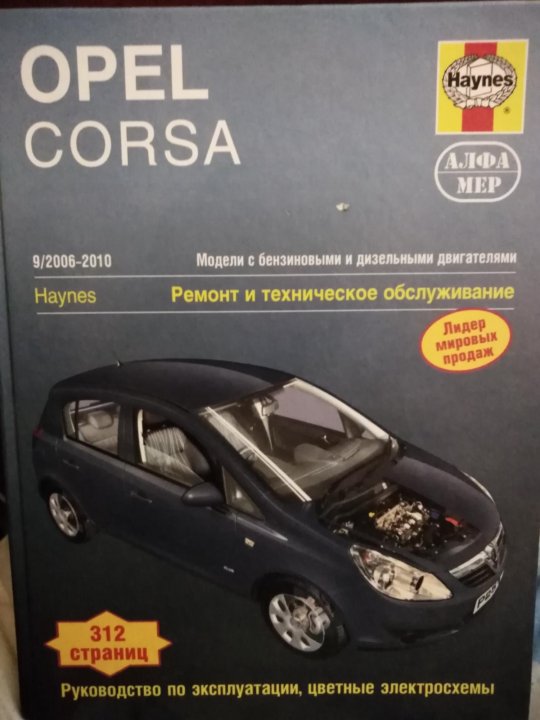 OPEL
CORSA
Haynes
®
АЛФА
МЕР
9/2006-2010 Модели с бензиновыми и дизельными двигателями
Haynes Ремонт и техническое обслуживание
Лидер
мировых
продаж
312
страниц
Руководство по эксплуатации, цветные электросхемы